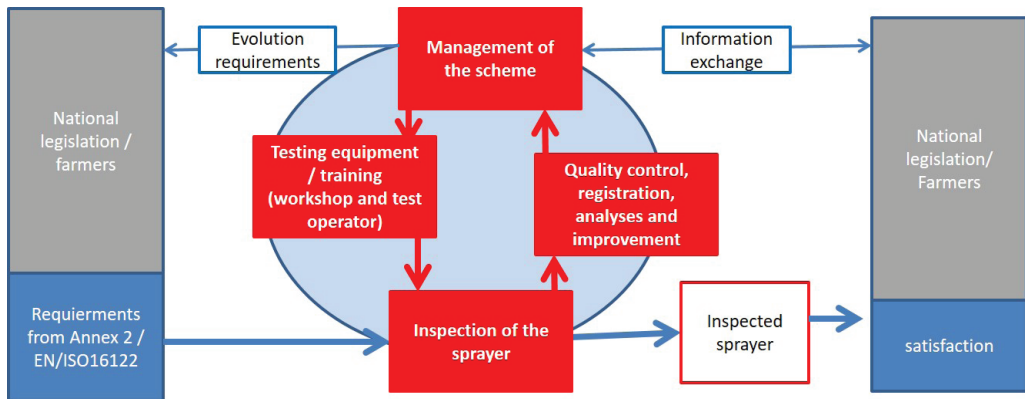 Evolution
requirements
Management of
the scheme
Information
exchange
National
legislation /
farmers
National
legislation/
Farmers
Testing equipment
/ training
(workshop and test
operator)
Quality control,
registration,
analyses and
improvement
Requierments
from Annex 2 /
EN/ISO16122
Inspection of the
sprayer
Inspected
sprayer
satisfaction